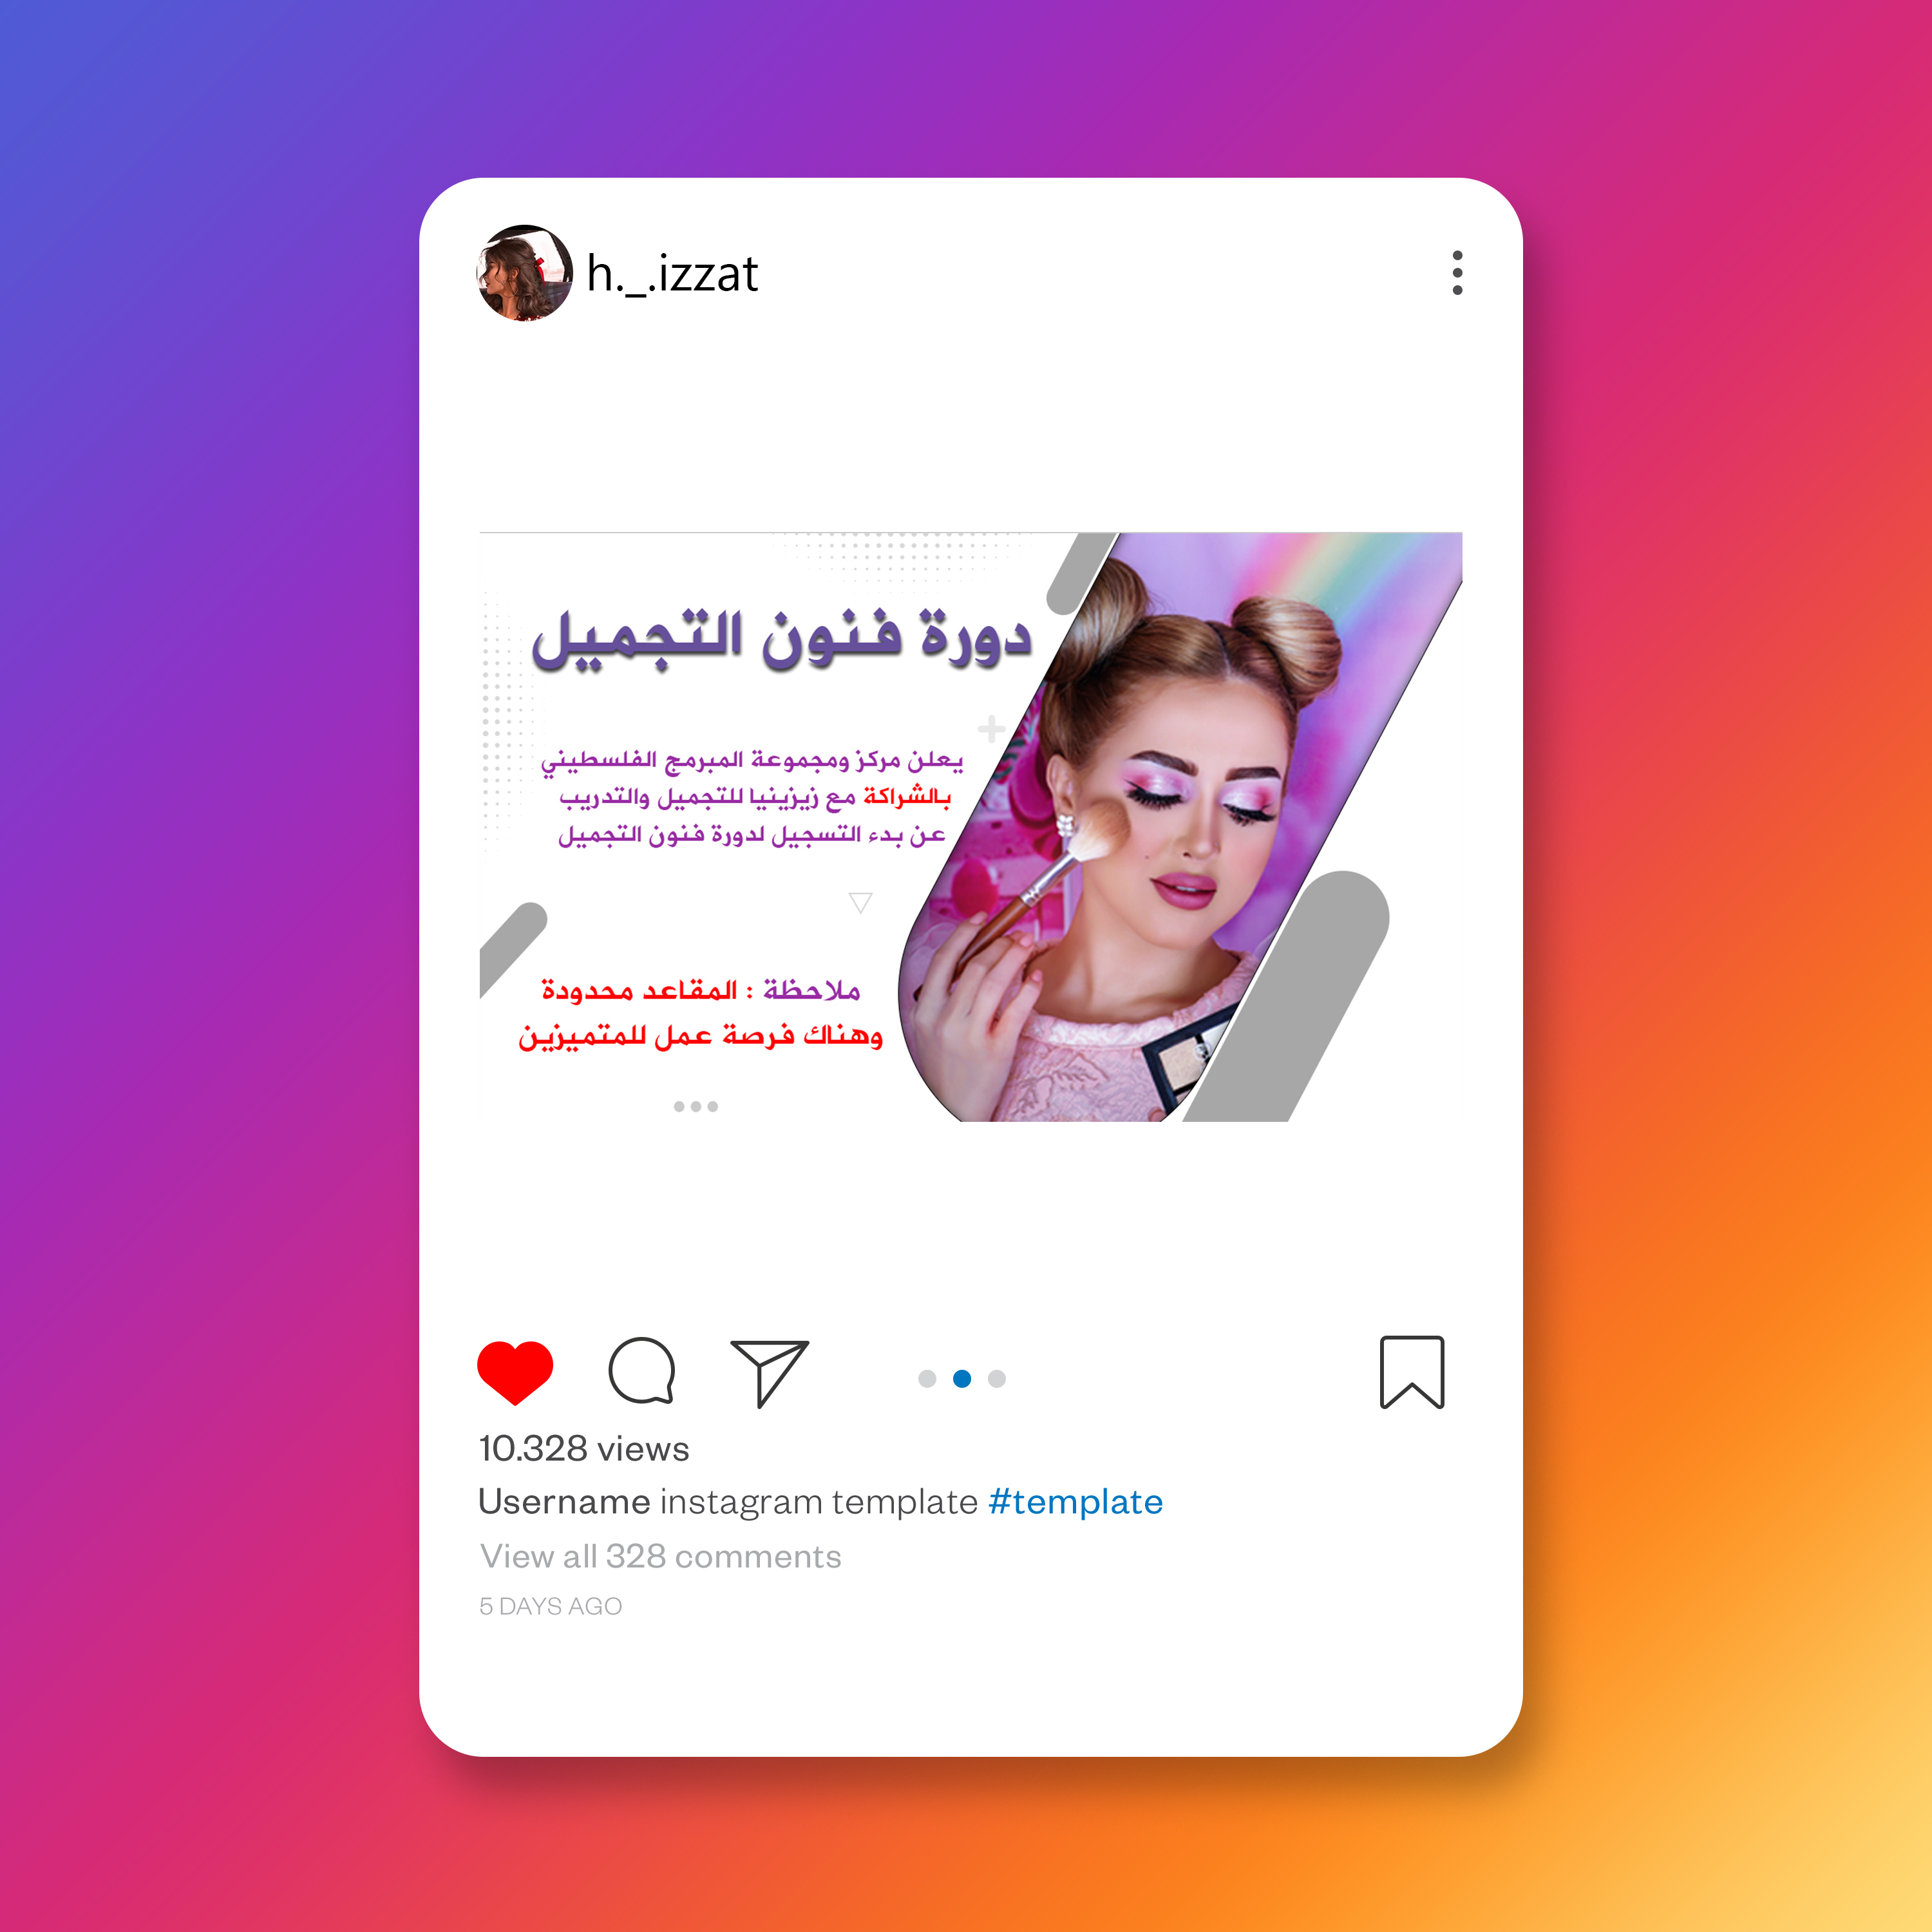 h._.izzat
دورة فنون التجميل
يعلن مركز ومجموعة المبرمج الفلسطيني
بالشراكة مع زيزينيا للتجميل والتدريب
عن بدء التسجيل لدورة فنون التجميل
ملاحظة : المقاعد محدودة
وهناك فرصة عمل للمتميزين
10.328 views
Username instagram template #template
View all 328 comments
5 DAYS AGO